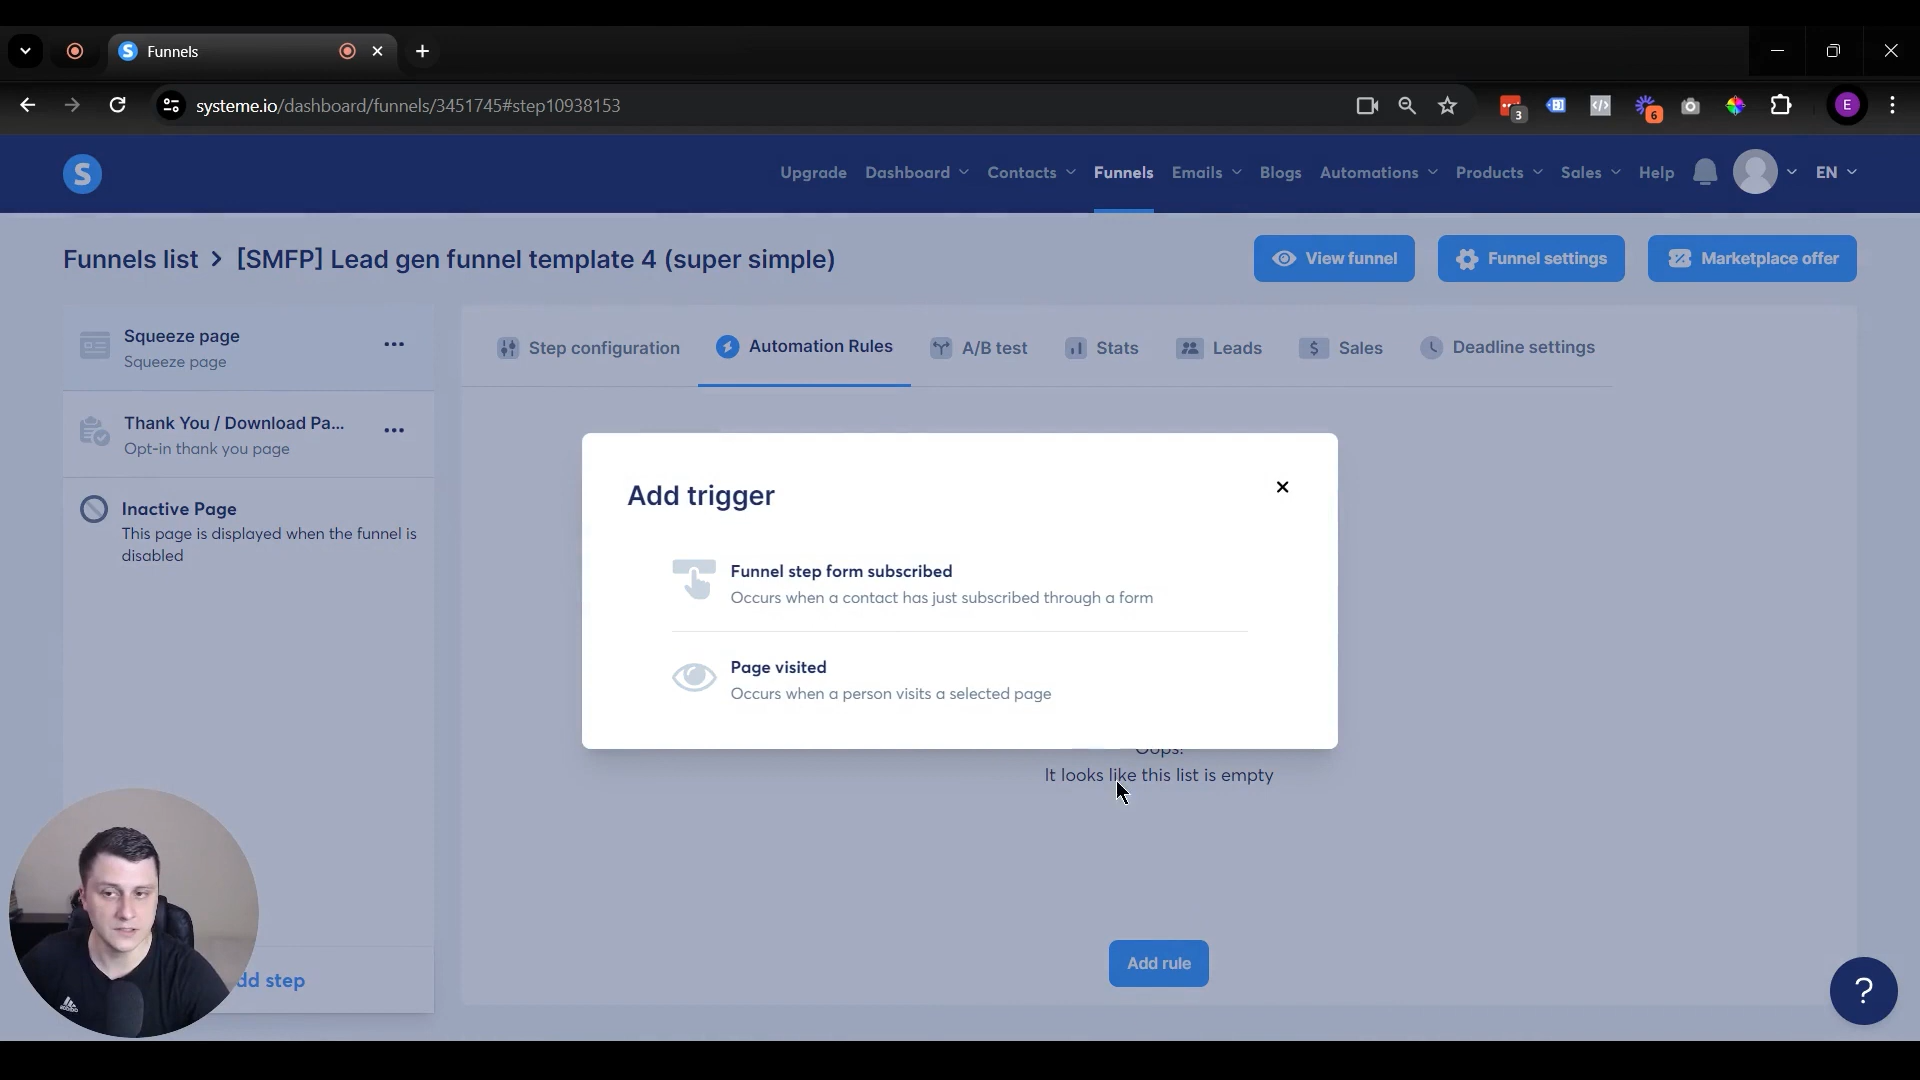 Funnels
systeme.io/dashboard/funnels/3451745#step10938153
3
6
E
S
Upgrade Dashboard Contacts Funnels Emails Blogs Automations Products Sales Help EN
Funnels list > [SMFP] Lead gen funnel template 4 (super simple)
View funnel
Funnel settings
Marketplace offer
Squeeze page
Squeeze page
Thank You / Download Pa...
Opt-in thank you page
Inactive Page
This page is displayed when the funnel is
disabled
dd step
Step configuration
Automation Rules
A/B test
Stats
Leads
Sales
Deadline settings
Add trigger
Funnel step form subscribed
Occurs when a contact has just subscribed through a form
Page visited
Occurs when a person visits a selected page
Oops!
It looks like this list is empty
Add rule
?
adidas